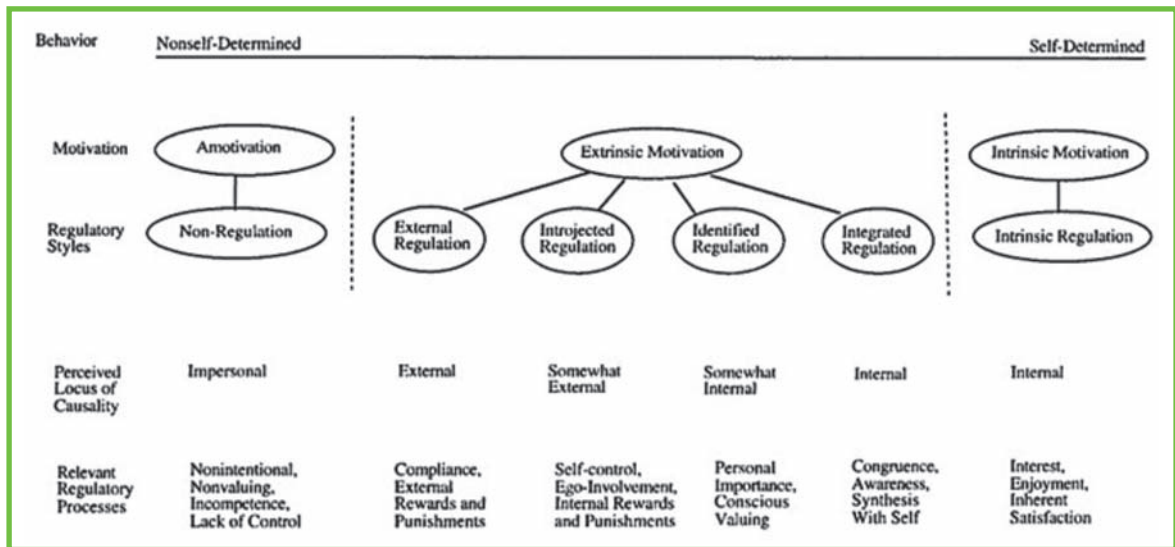 Behavior Nonself-Determined Self-Determined
Motivation Amotivation Extrinsic Motivation Intrinsic Motivation
Regulatory
Styles
Non-Regulation
External
Regulation
Introjected
Regulation
Identified
Regulation
Integrated
Regulation
Intrinsic Regulation
Perceived
Locus of
Causality
Impersonal
External
Somewhat
External
Somewhat
Internal
Internal
Internal
Relevant
Regulatory
Processes
Nonintentional,
Nonvaluing,
Incompetence,
Lack of Control
Compliance,
External
Rewards and
Punishments
Self-control,
Ego-Involvement,
Internal Rewards
and Punishments
Personal
Importance,
Conscious
Valuing
Congruence,
Awareness,
Synthesis
With Self
Interest,
Enjoyment,
Inherent
Satisfaction